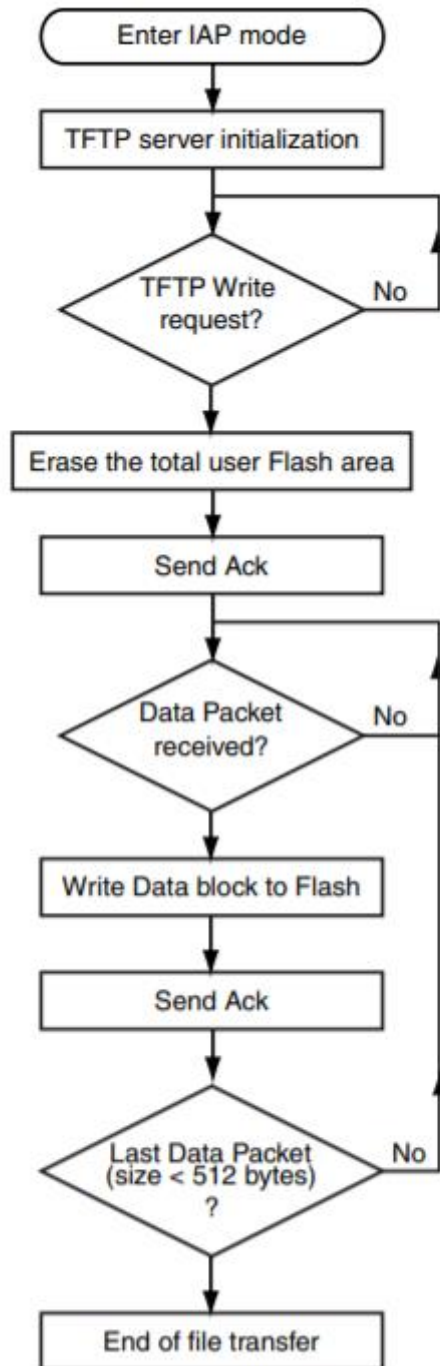 Enter IAP mode
TFTP server initialization
TFTP Write
request?
No
Erase the total user Flash area
Send Ack
Data Packet
received?
No
Write Data block to Flash
Send Ack
Last Data Packet
(size < 512 bytes)
?
No
End of file transfer